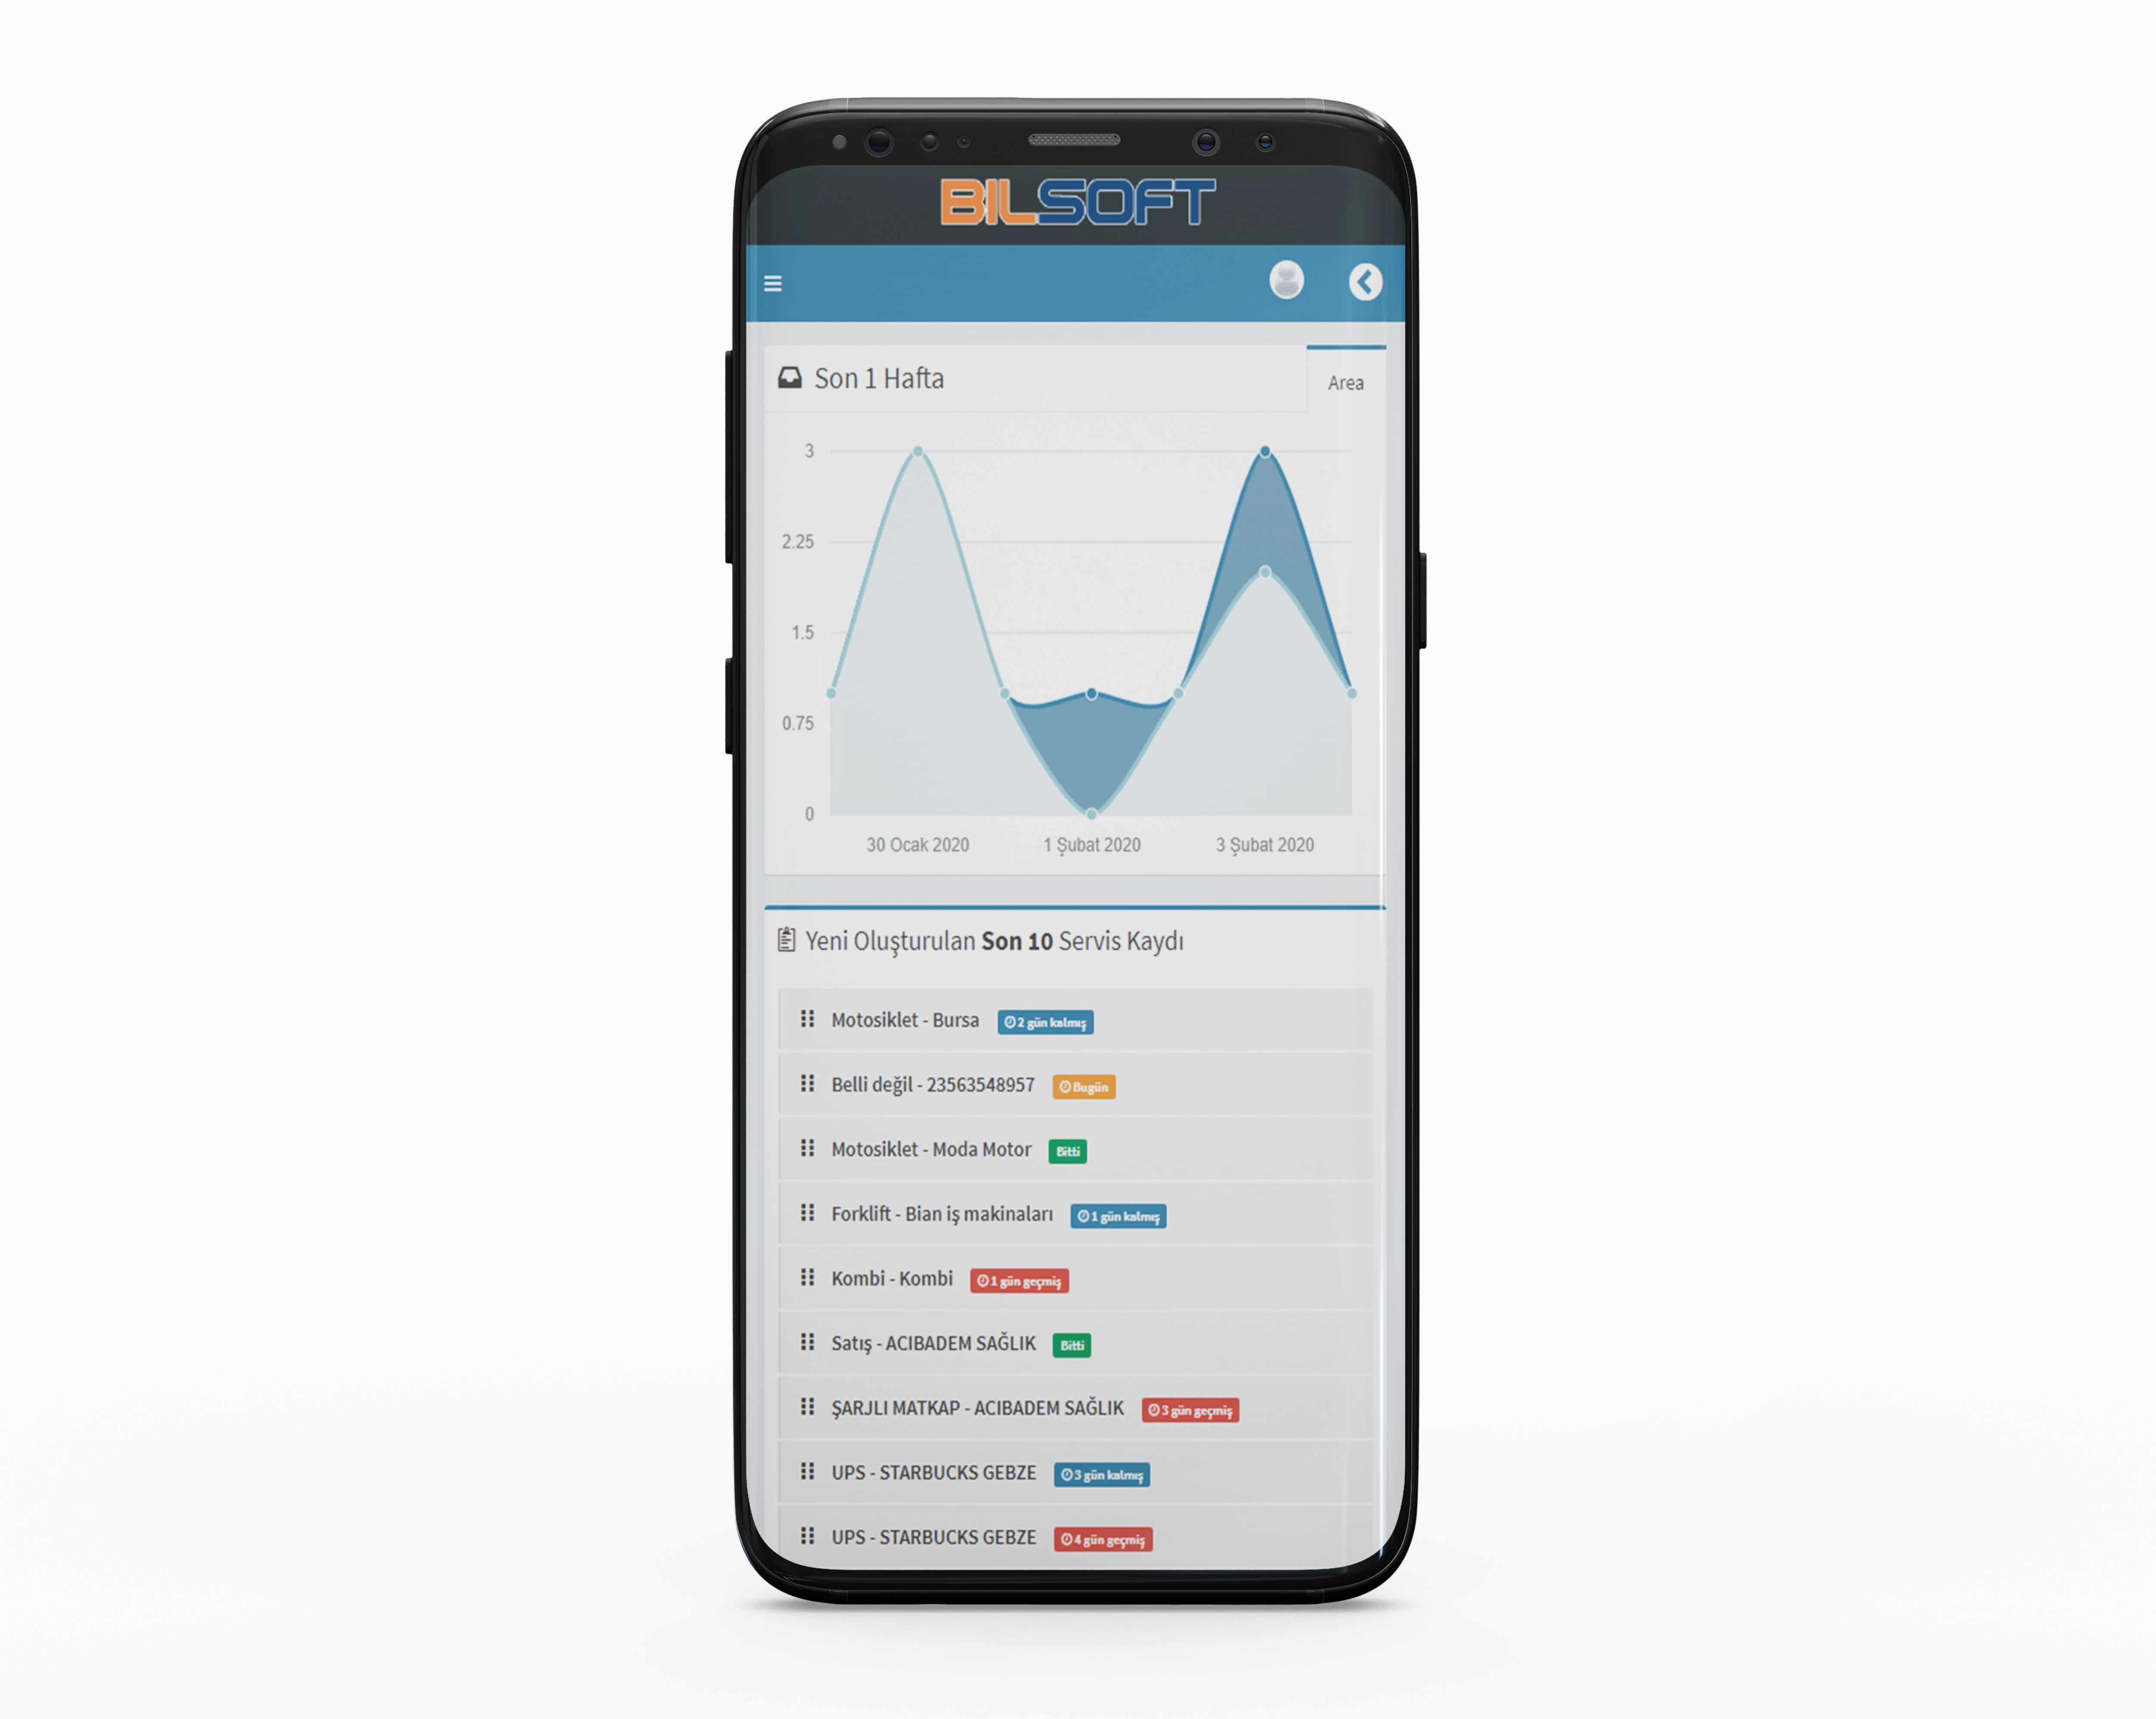 BILSOFT
Son 1 Hafta
Area
3
2.25
1.5
0.75
0
30 Ocak 2020 1 Şubat 2020 3 Şubat 2020
Yeni Oluşturulan Son 10 Servis Kaydı
Motosiklet - Bursa 2 gün kalmış
Belli değil - 23563548957 Bugün
Motosiklet - Moda Motor Bitti
Forklift - Bian iş makinaları 1 gün kalmış
Kombi - Kombi 1 gün geçmiş
Satış - ACIBADEM SAĞLIK Bitti
ŞARJLI MATKAP - ACIBADEM SAĞLIK 3 gün geçmiş
UPS - STARBUCKS GEBZE 3 gün kalmış
UPS - STARBUCKS GEBZE 4 gün geçmiş